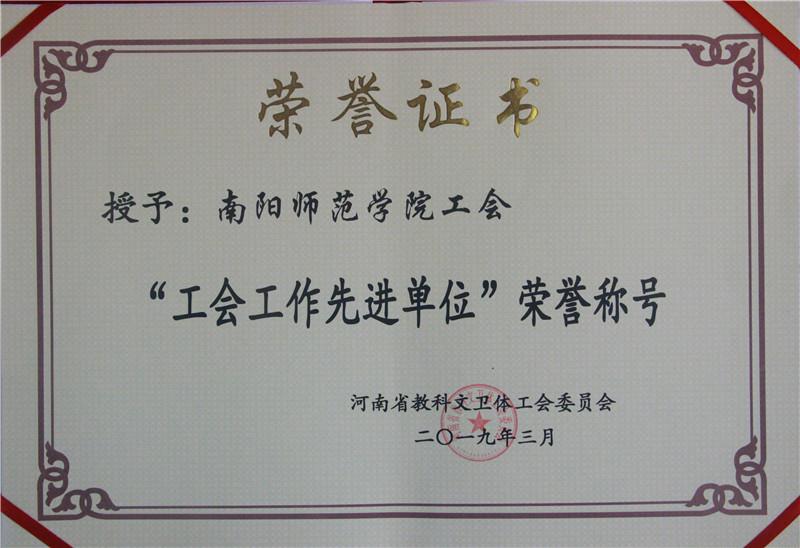 荣誉证书
授予：南阳师范学院工会
“工会工作先进单位”荣誉称号
河南省教科文卫体工会委员会
二〇一九年三月